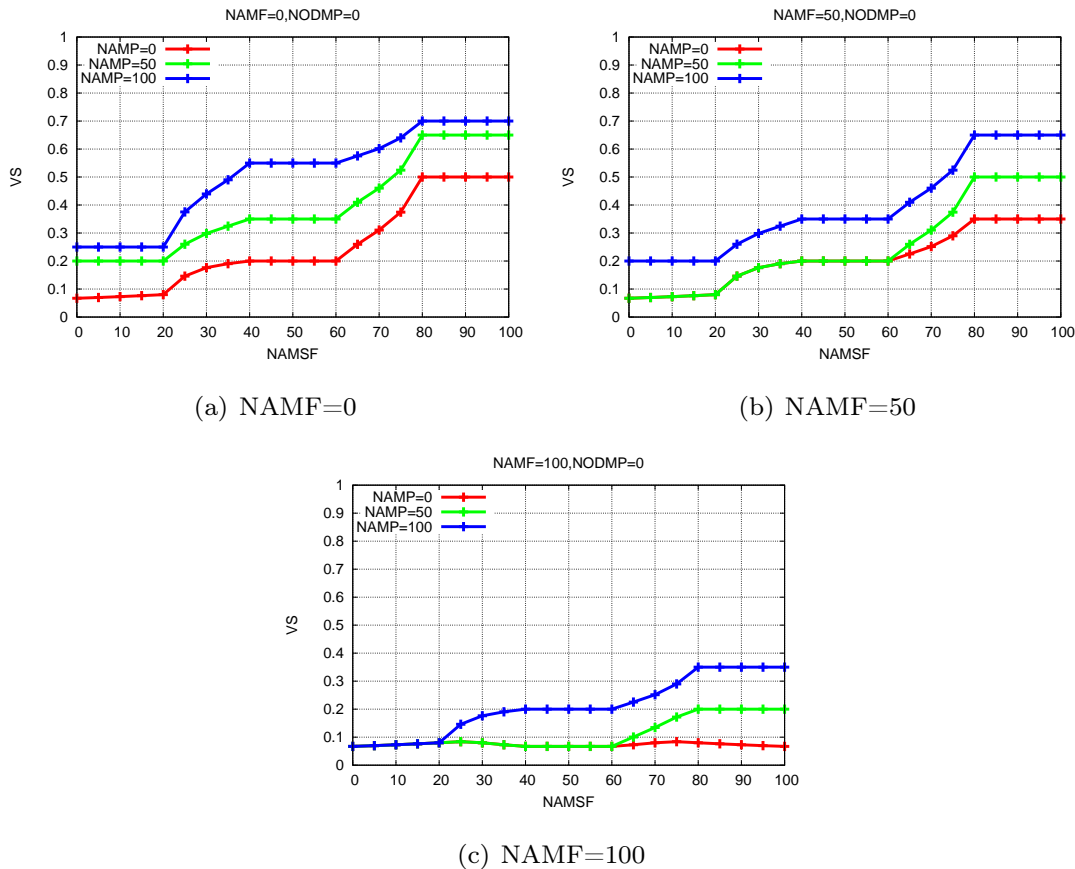 NAMF=0,NODMP=0
1
0.9
0.8
0.7
0.6
0.5
0.4
0.3
0.2
0.1
0
VS
NAMP=0
NAMP=50
NAMP=100
0 10 20 30 40 50 60 70 80 90 100
NAMSF
(a) NAMF=0
NAMF=50,NODMP=0
1
0.9
0.8
0.7
0.6
0.5
0.4
0.3
0.2
0.1
0
VS
NAMP=0
NAMP=50
NAMP=100
0 10 20 30 40 50 60 70 80 90 100
NAMSF
(b) NAMF=50
NAMF=100,NODMP=0
1
0.9
0.8
0.7
0.6
0.5
0.4
0.3
0.2
0.1
0
VS
NAMP=0
NAMP=50
NAMP=100
0 10 20 30 40 50 60 70 80 90 100
NAMSF
(c) NAMF=100